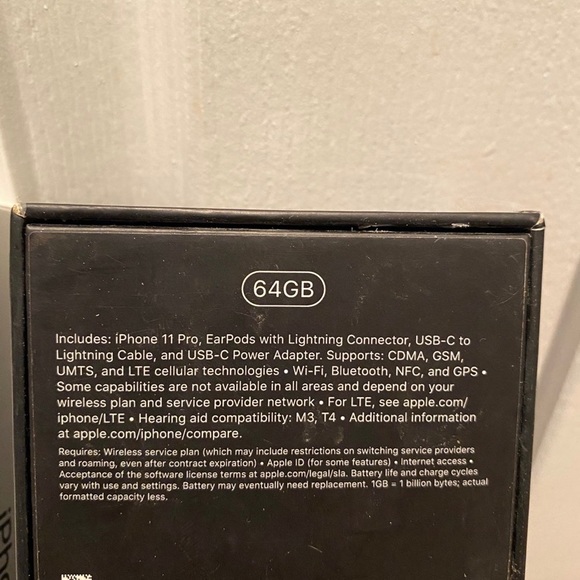 64GB
Includes: iPhone 11 Pro, EarPods with Lightning Connector, USB-C to
Lightning Cable, and USB-C Power Adapter. Supports: CDMA, GSM,
UMTS, and LTE cellular technologies • Wi-Fi, Bluetooth, NFC, and GPS •
Some capabilities are not available in all areas and depend on your
wireless plan and service provider network • For LTE, see apple.com/
iphone/LTE • Hearing aid compatibility: M3, T4 • Additional information
at apple.com/iphone/compare.
Requires: Wireless service plan (which may include restrictions on switching service providers
and roaming, even after contract expiration) • Apple ID (for some features) • Internet access •
Acceptance of the software license terms at apple.com/legal/sla. Battery life and charge cycles
vary with use and settings. Battery may eventually need replacement. 1GB = 1 billion bytes; actual
formatted capacity less.